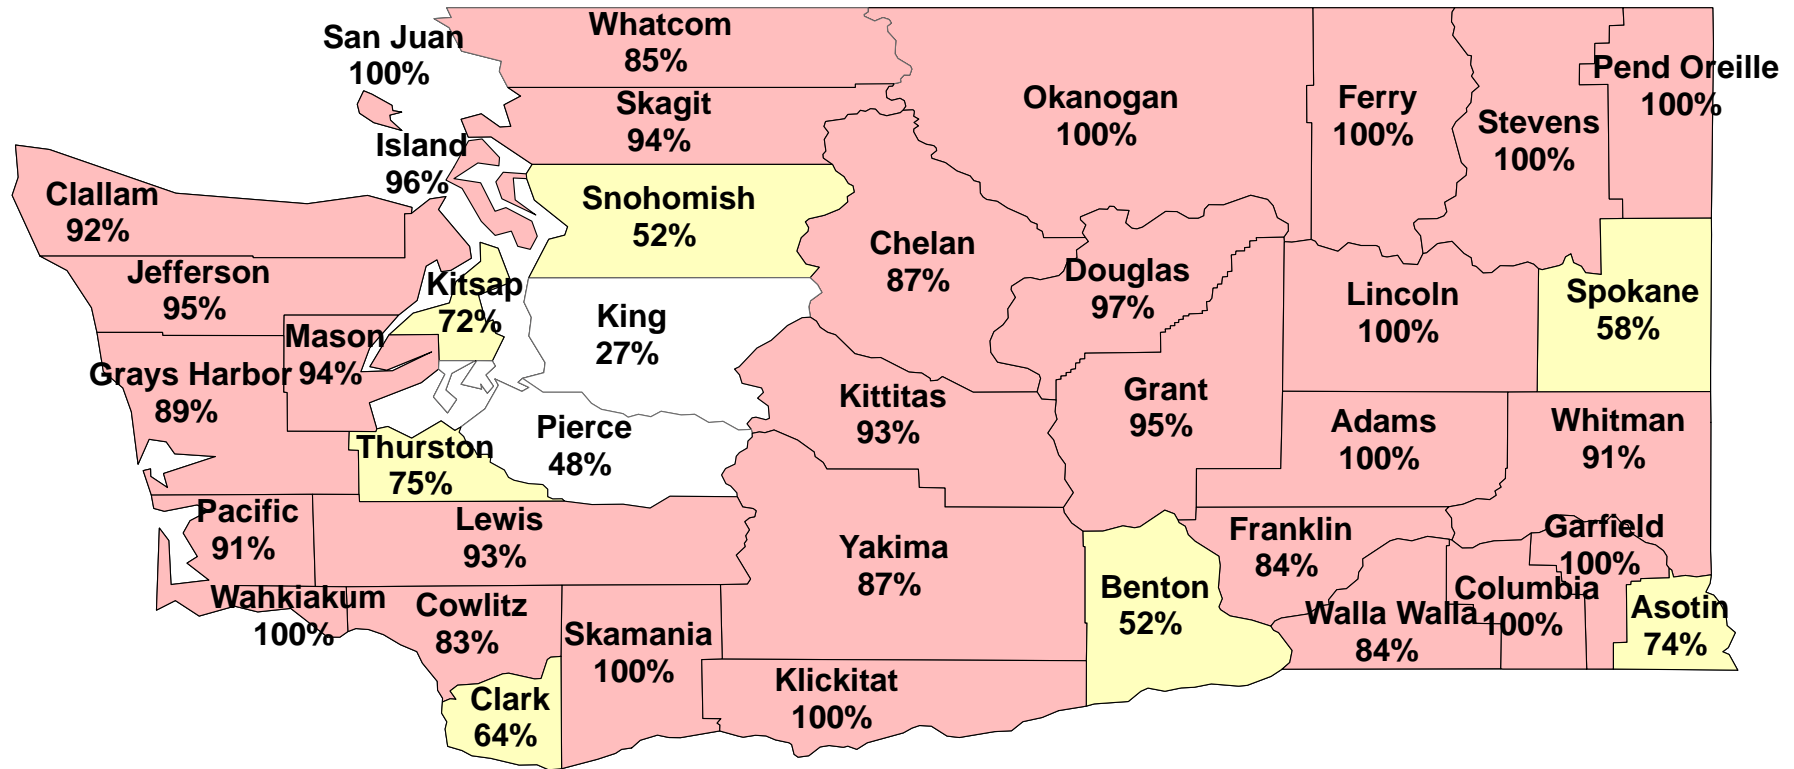 Whatcom
85%
San Juan
100%
Skagit
94%
Island
96%
Okanogan
100%
Ferry
100%
Stevens
100%
Pend Oreille
100%
Clallam
92%
Snohomish
52%
Chelan
87%
Douglas
97%
Jefferson
95%
Kitsap
72%
King
27%
Lincoln
100%
Spokane
58%
Mason
94%
Grays Harbor
89%
Kittitas
93%
Grant
95%
Adams
100%
Whitman
91%
Thurston
75%
Pierce
48%
Pacific
91%
Lewis
93%
Yakima
87%
Franklin
84%
Garfield
100%
Wahkiakum
100%
Cowlitz
83%
Skamania
100%
Benton
52%
Walla Walla
84%
Columbia
100%
Asotin
74%
Clark
64%
Klickitat
100%